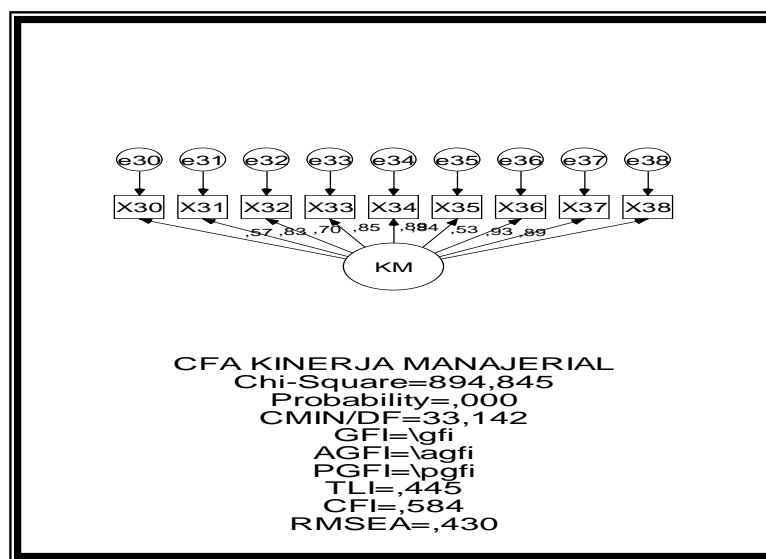 e30 e31 e32 e33 e34 e35 e36 e37 e38
X30 X31 X32 X33 X34 X35 X36 X37 X38
,57 ,83 ,70 ,85 ,94 ,53 ,93 ,89
KM
CFA KINERJA MANAJERIAL
Chi-Square=894,845
Probability=,000
CMIN/DF=33,142
GFI=\gfi
AGFI=\agfi
PGFI=\pgfi
TLI=,445
CFI=,584
RMSEA=,430